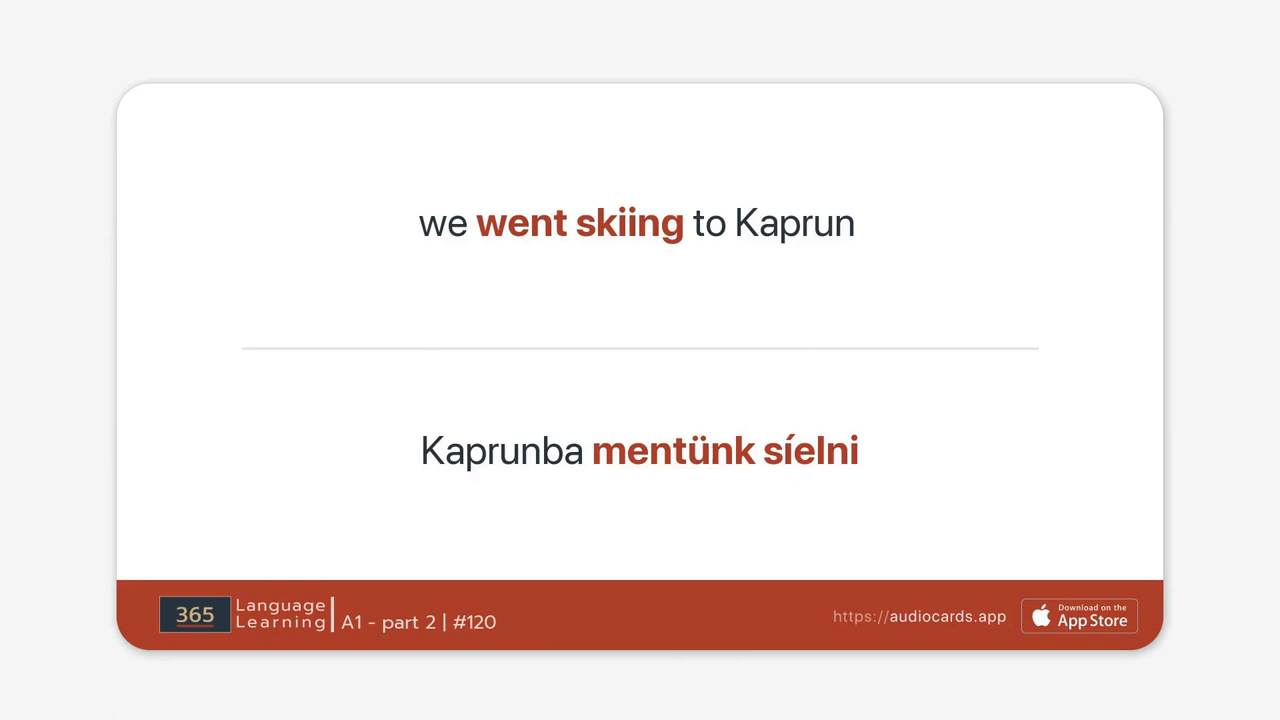 we went skiing to Kaprun
Kaprunba mentünk síelni
365
Language
Learning
A1 - part 2 | #120
https://audiocards.app
Download on the
App Store